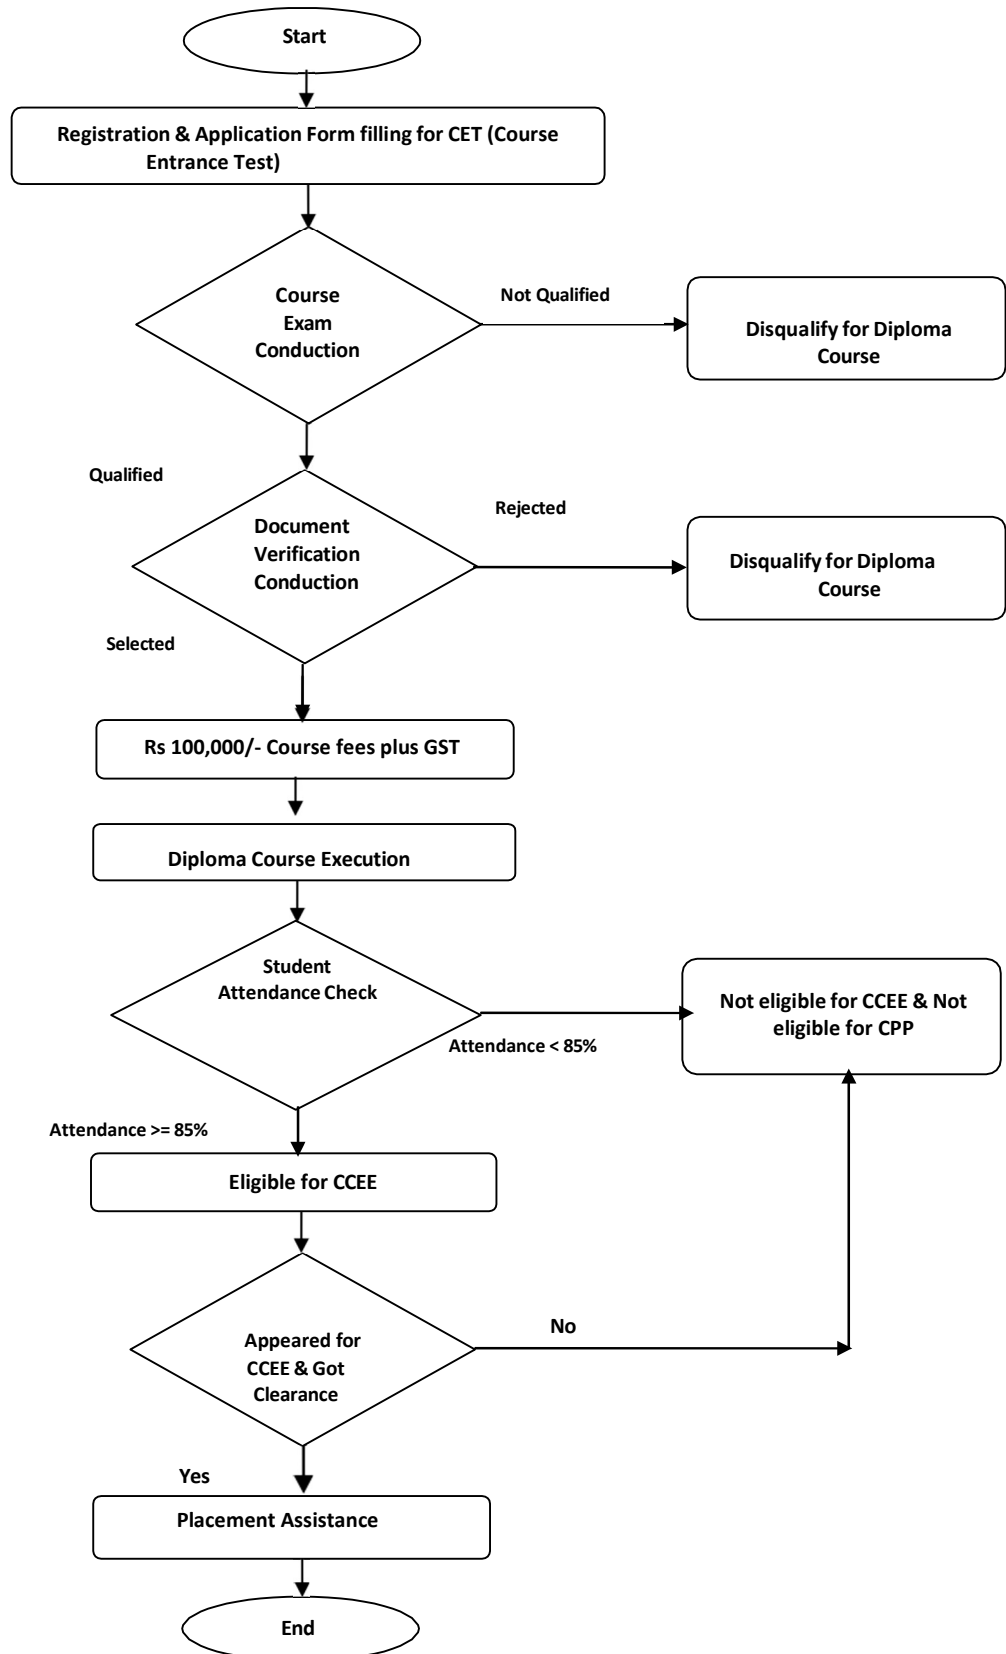 Start
Registration & Application Form filling for CET (Course
Entrance Test)
Course
Exam
Conduction
Not Qualified
Disqualify for Diploma
Course
Qualified
Document
Verification
Conduction
Rejected
Disqualify for Diploma
Course
Selected
Rs 100,000/- Course fees plus GST
Diploma Course Execution
Student
Attendance Check
Attendance < 85%
Not eligible for CCEE & Not
eligible for CPP
Attendance >= 85%
Eligible for CCEE
Appeared for
CCEE & Got
Clearance
No
Yes
Placement Assistance
End